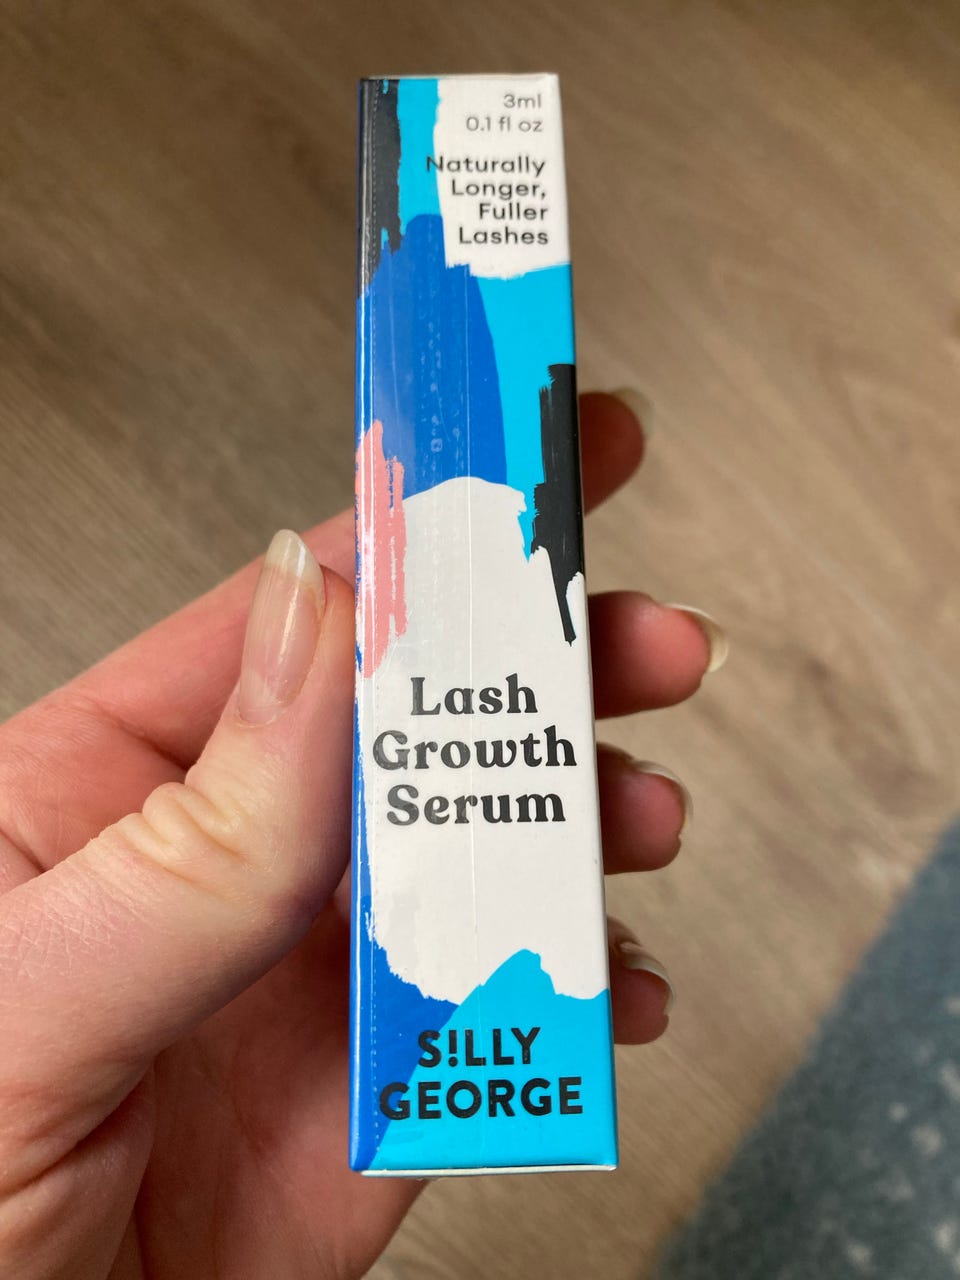 3ml
0.1 fl oz
Naturally
Longer,
Fuller
Lashes
Lash
Growth
Serum
S!LLY
GEORGE